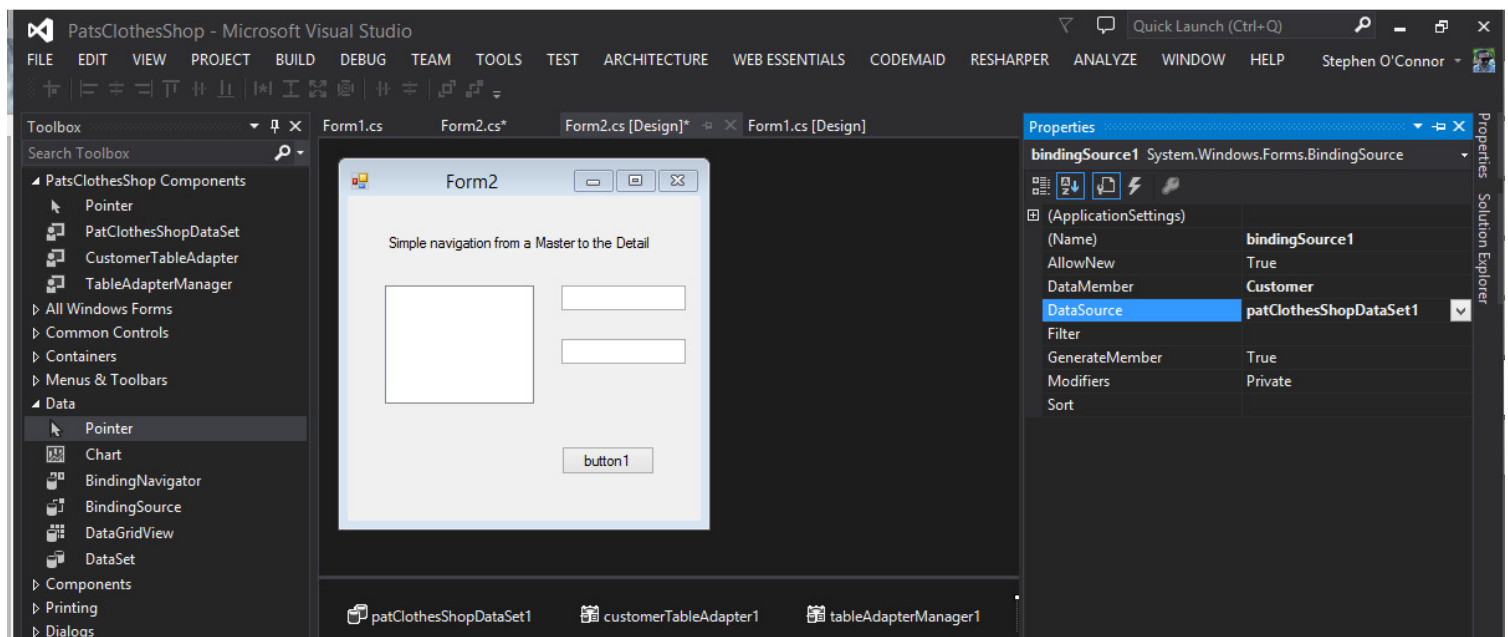 PatsClothesShop - Microsoft Visual Studio
Quick Launch (Ctrl+Q)
FILE EDIT VIEW PROJECT BUILD DEBUG TEAM TOOLS TEST ARCHITECTURE WEB ESSENTIALS CODEMAID RESHARPER ANALYZE WINDOW HELP Stephen O'Connor
Toolbox
Search Toolbox
PatsClothesShop Components
Pointer
PatClothesShopDataSet
CustomerTableAdapter
TableAdapterManager
All Windows Forms
Common Controls
Containers
Menus & Toolbars
Data
Pointer
Chart
BindingNavigator
BindingSource
DataGridView
DataSet
Components
Printing
Dialogs
Form1.cs Form2.cs* Form2.cs [Design]* Form1.cs [Design]
Form2
Simple navigation from a Master to the Detail
button1
patClothesShopDataSet1 customerTableAdapter1 tableAdapterManager1
Properties
bindingSource1 System.Windows.Forms.BindingSource
(ApplicationSettings)
(Name) bindingSource1
AllowNew True
DataMember Customer
DataSource patClothesShopDataSet1
Filter
GenerateMember True
Modifiers Private
Sort
Properties
Solution Explorer